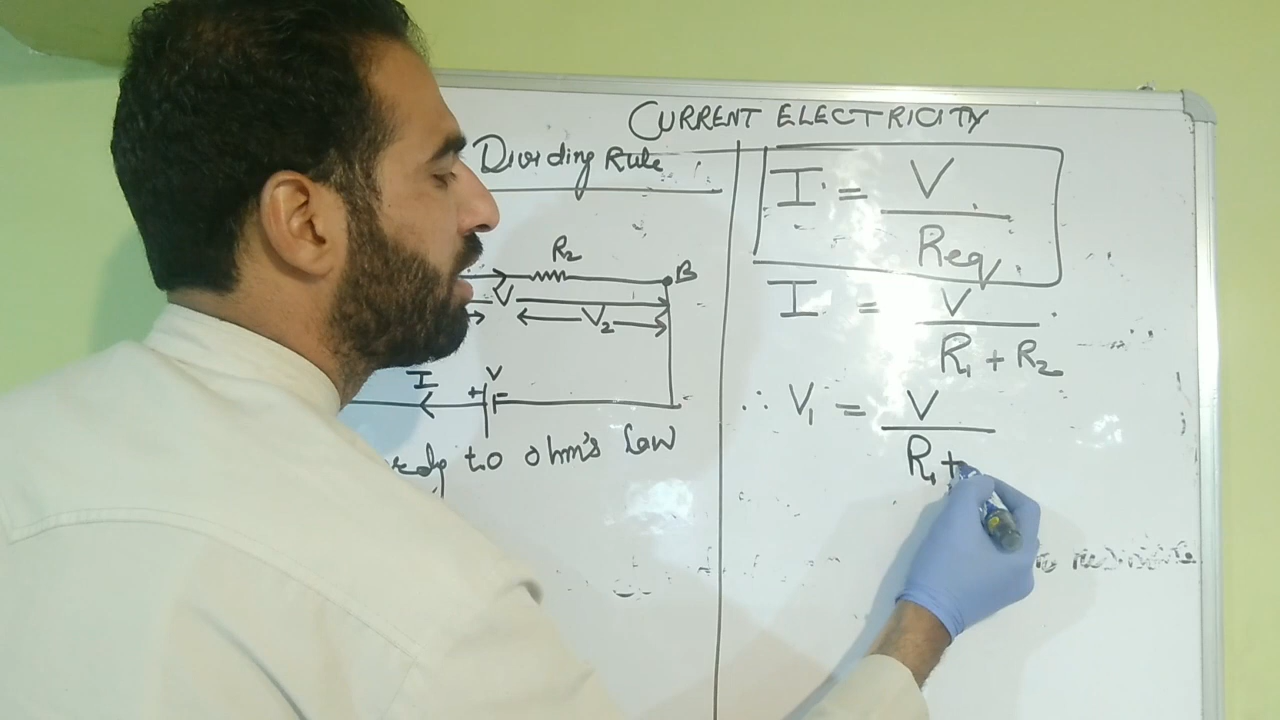 CURRENT ELECTRICITY
Dividing Rule
R₂
B
V
V₂
I
+ V -
to ohm's law
I = V / Req
I = V / R₁ + R₂
∴ V₁ = V / R₁ +